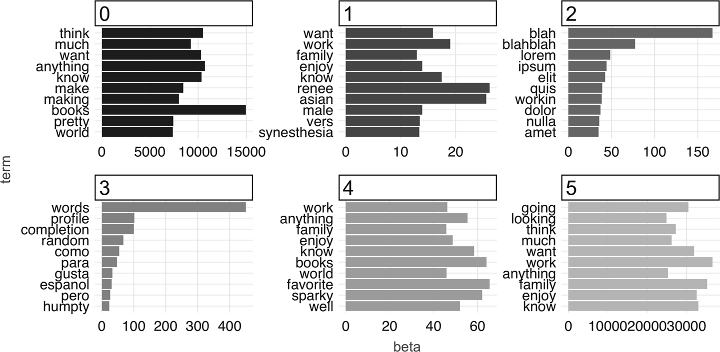 0
think
much
want
anything
know
make
making
books
pretty
world
0 5000 10000 15000
1
want
work
family
enjoy
know
renee
asian
male
vers
synesthesia
0 10 20
2
blah
blahblah
lorem
ipsum
elit
quis
workin
dolor
nulla
amet
0 50 100 150
term
3
words
profile
completion
random
como
para
gusta
espanol
pero
humpty
0 100 200 300 400
4
work
anything
family
enjoy
know
books
world
favorite
sparky
well
0 20 40 60
5
going
looking
think
much
want
work
anything
family
enjoy
know
0 10000 20000 30000
beta